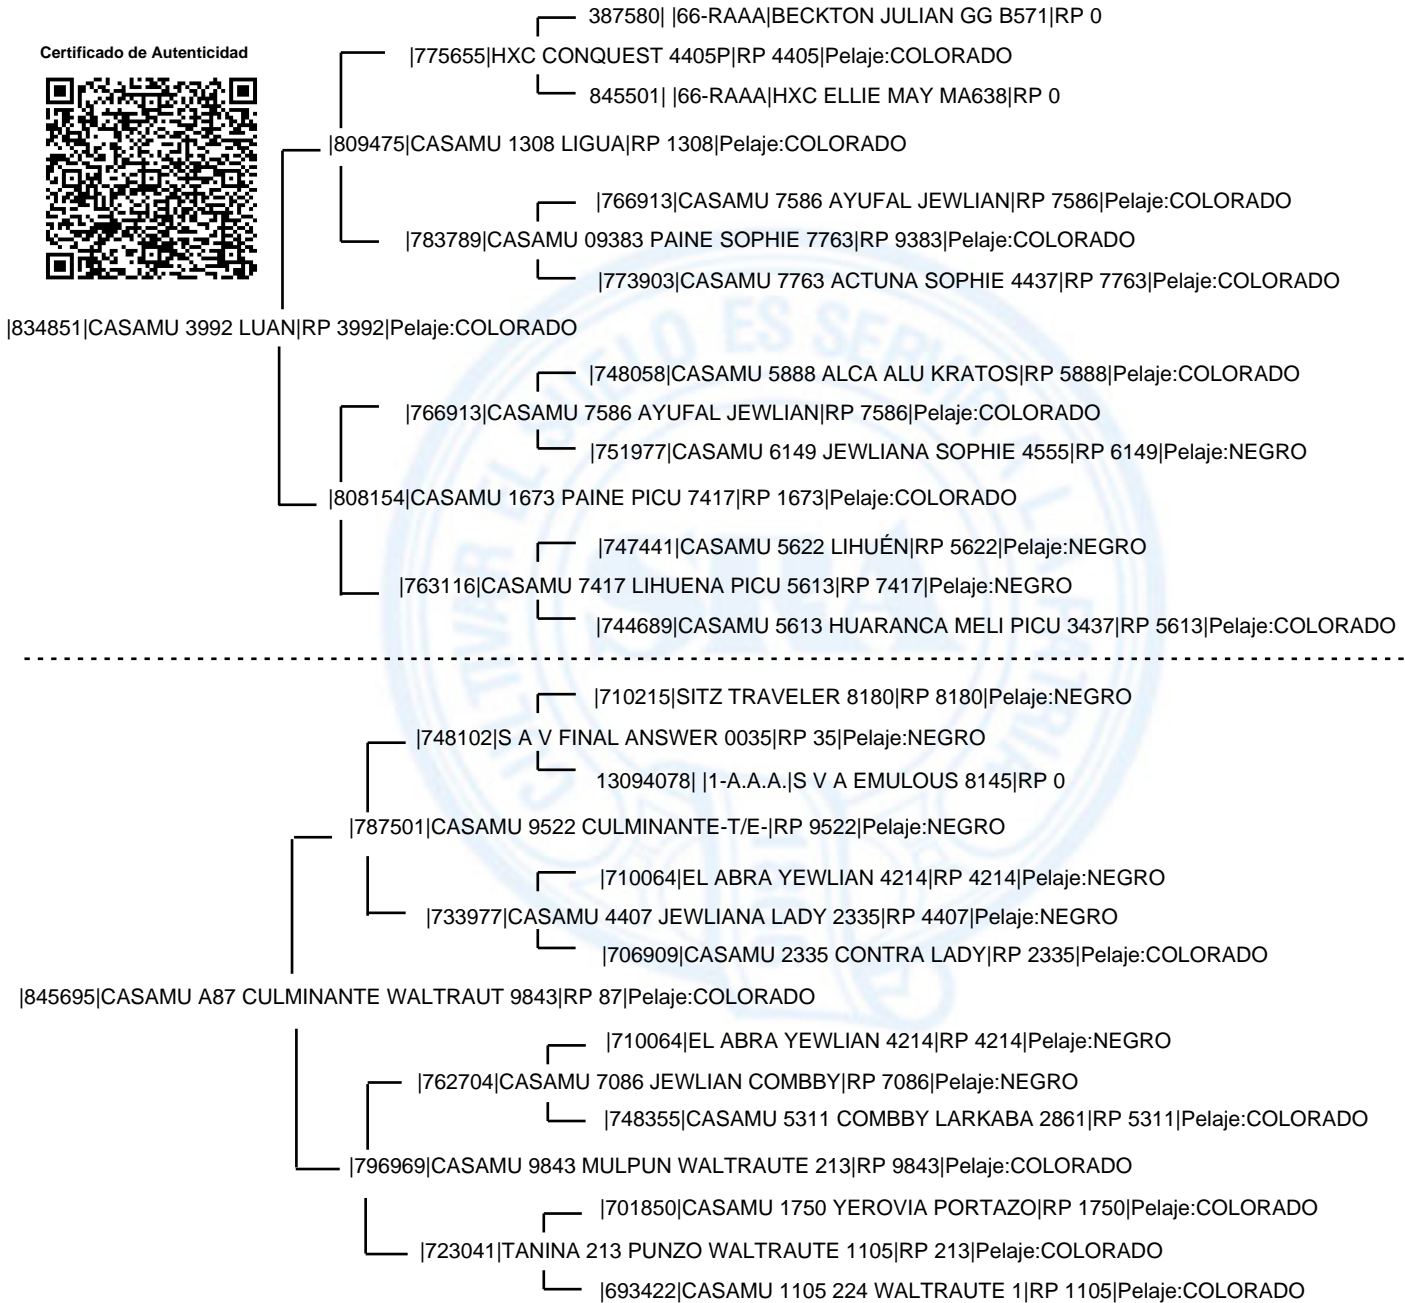 387580| |66-RAAA|BECKTON JULIAN GG B571|RP 0
Certificado de Autenticidad
|775655|HXC CONQUEST 4405P|RP 4405|Pelaje:COLORADO
845501| |66-RAAA|HXC ELLIE MAY MA638|RP 0
|809475|CASAMU 1308 LIGUA|RP 1308|Pelaje:COLORADO
|766913|CASAMU 7586 AYUFAL JEWLIAN|RP 7586|Pelaje:COLORADO
|783789|CASAMU 09383 PAINE SOPHIE 7763|RP 9383|Pelaje:COLORADO
|773903|CASAMU 7763 ACTUNA SOPHIE 4437|RP 7763|Pelaje:COLORADO
|834851|CASAMU 3992 LUAN|RP 3992|Pelaje:COLORADO
|748058|CASAMU 5888 ALCA ALU KRATOS|RP 5888|Pelaje:COLORADO
|766913|CASAMU 7586 AYUFAL JEWLIAN|RP 7586|Pelaje:COLORADO
|751977|CASAMU 6149 JEWLIANA SOPHIE 4555|RP 6149|Pelaje:NEGRO
|808154|CASAMU 1673 PAINE PICU 7417|RP 1673|Pelaje:COLORADO
|747441|CASAMU 5622 LIHUÉN|RP 5622|Pelaje:NEGRO
|763116|CASAMU 7417 LIHUENA PICU 5613|RP 7417|Pelaje:NEGRO
|744689|CASAMU 5613 HUARANCA MELI PICU 3437|RP 5613|Pelaje:COLORADO
|710215|SITZ TRAVELER 8180|RP 8180|Pelaje:NEGRO
|748102|S A V FINAL ANSWER 0035|RP 35|Pelaje:NEGRO
13094078| |1-A.A.A.|S V A EMULOUS 8145|RP 0
|787501|CASAMU 9522 CULMINANTE-T/E-|RP 9522|Pelaje:NEGRO
|710064|EL ABRA YEWLIAN 4214|RP 4214|Pelaje:NEGRO
|733977|CASAMU 4407 JEWLIANA LADY 2335|RP 4407|Pelaje:NEGRO
|706909|CASAMU 2335 CONTRA LADY|RP 2335|Pelaje:COLORADO
|845695|CASAMU A87 CULMINANTE WALTRAUT 9843|RP 87|Pelaje:COLORADO
|710064|EL ABRA YEWLIAN 4214|RP 4214|Pelaje:NEGRO
|762704|CASAMU 7086 JEWLIAN COMBBY|RP 7086|Pelaje:NEGRO
|748355|CASAMU 5311 COMBBY LARKABA 2861|RP 5311|Pelaje:COLORADO
|796969|CASAMU 9843 MULPUN WALTRAUTE 213|RP 9843|Pelaje:COLORADO
|701850|CASAMU 1750 YEROVIA PORTAZO|RP 1750|Pelaje:COLORADO
|723041|TANINA 213 PUNZO WALTRAUTE 1105|RP 213|Pelaje:COLORADO
|693422|CASAMU 1105 224 WALTRAUTE 1|RP 1105|Pelaje:COLORADO
CULTIVAR EL SUELO ES SERVIR A LA PATRIA
SRA
1866